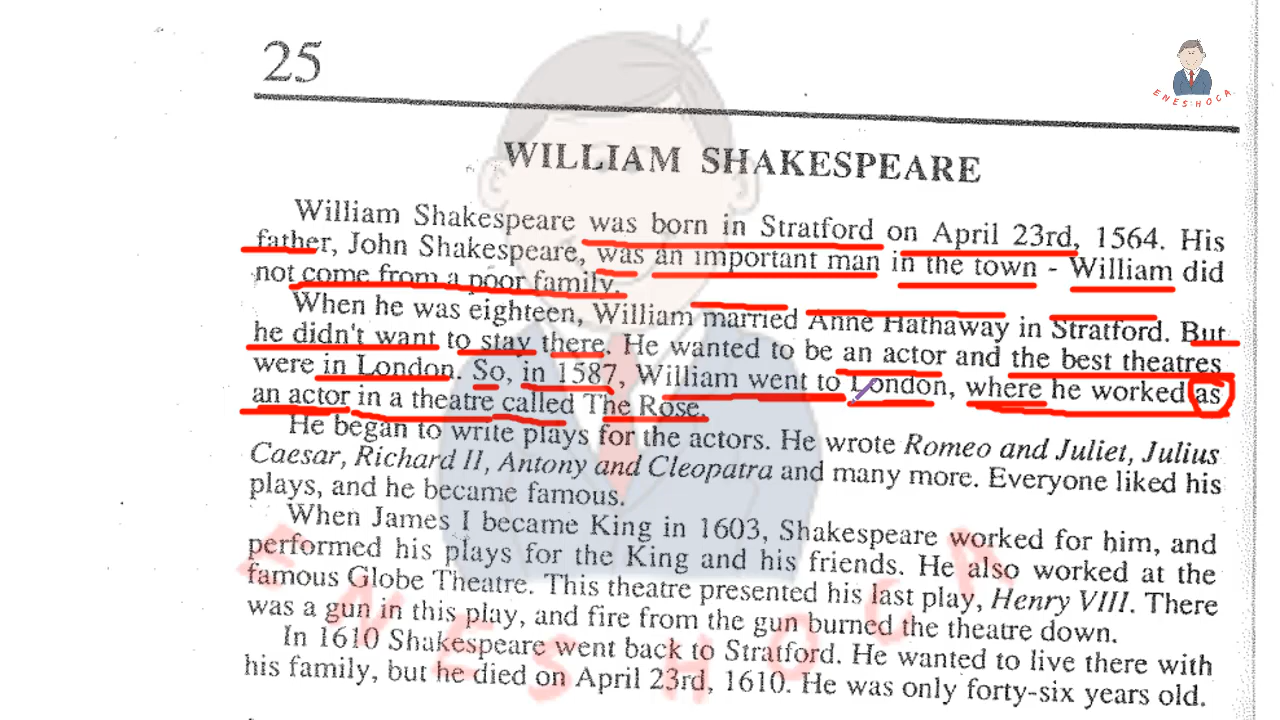 25
ENES HOCA
WILLIAM SHAKESPEARE
William Shakespeare was born in Stratford on April 23rd, 1564. His
father, John Shakespeare, was an important man in the town - William did
not come from a poor family.
When he was eighteen, William married Anne Hathaway in Stratford. But
he didn't want to stay there. He wanted to be an actor and the best theatres
were in London. So, in 1587, William went to London, where he worked as
an actor in a theatre called The Rose.
He began to write plays for the actors. He wrote Romeo and Juliet, Julius
Caesar, Richard II, Antony and Cleopatra and many more. Everyone liked his
plays, and he became famous.
When James I became King in 1603, Shakespeare worked for him, and
performed his plays for the King and his friends. He also worked at the
famous Globe Theatre. This theatre presented his last play, Henry VIII. There
was a gun in this play, and fire from the gun burned the theatre down.
In 1610 Shakespeare went back to Stratford. He wanted to live there with
his family, but he died on April 23rd, 1610. He was only forty-six years old.
ENES HOCA